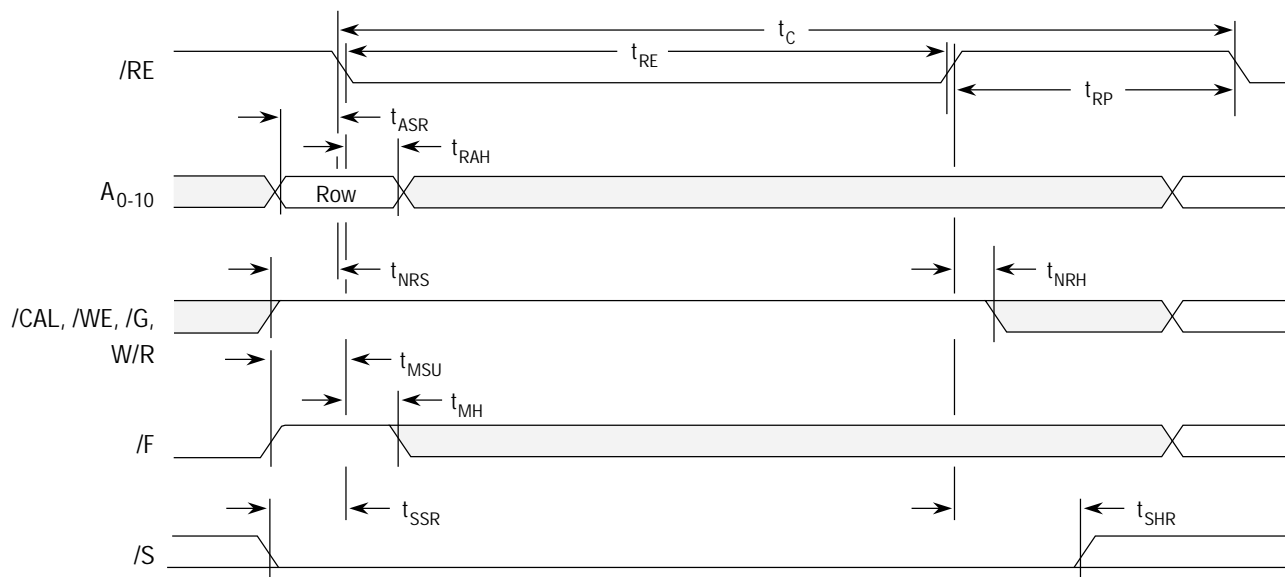 t_C
t_RE
/RE
t_RP
t_ASR
t_RAH
A_0-10
Row
t_NRS
t_NRH
/CAL, /WE, /G,
W/R
t_MSU
t_MH
/F
t_SSR
t_SHR
/S